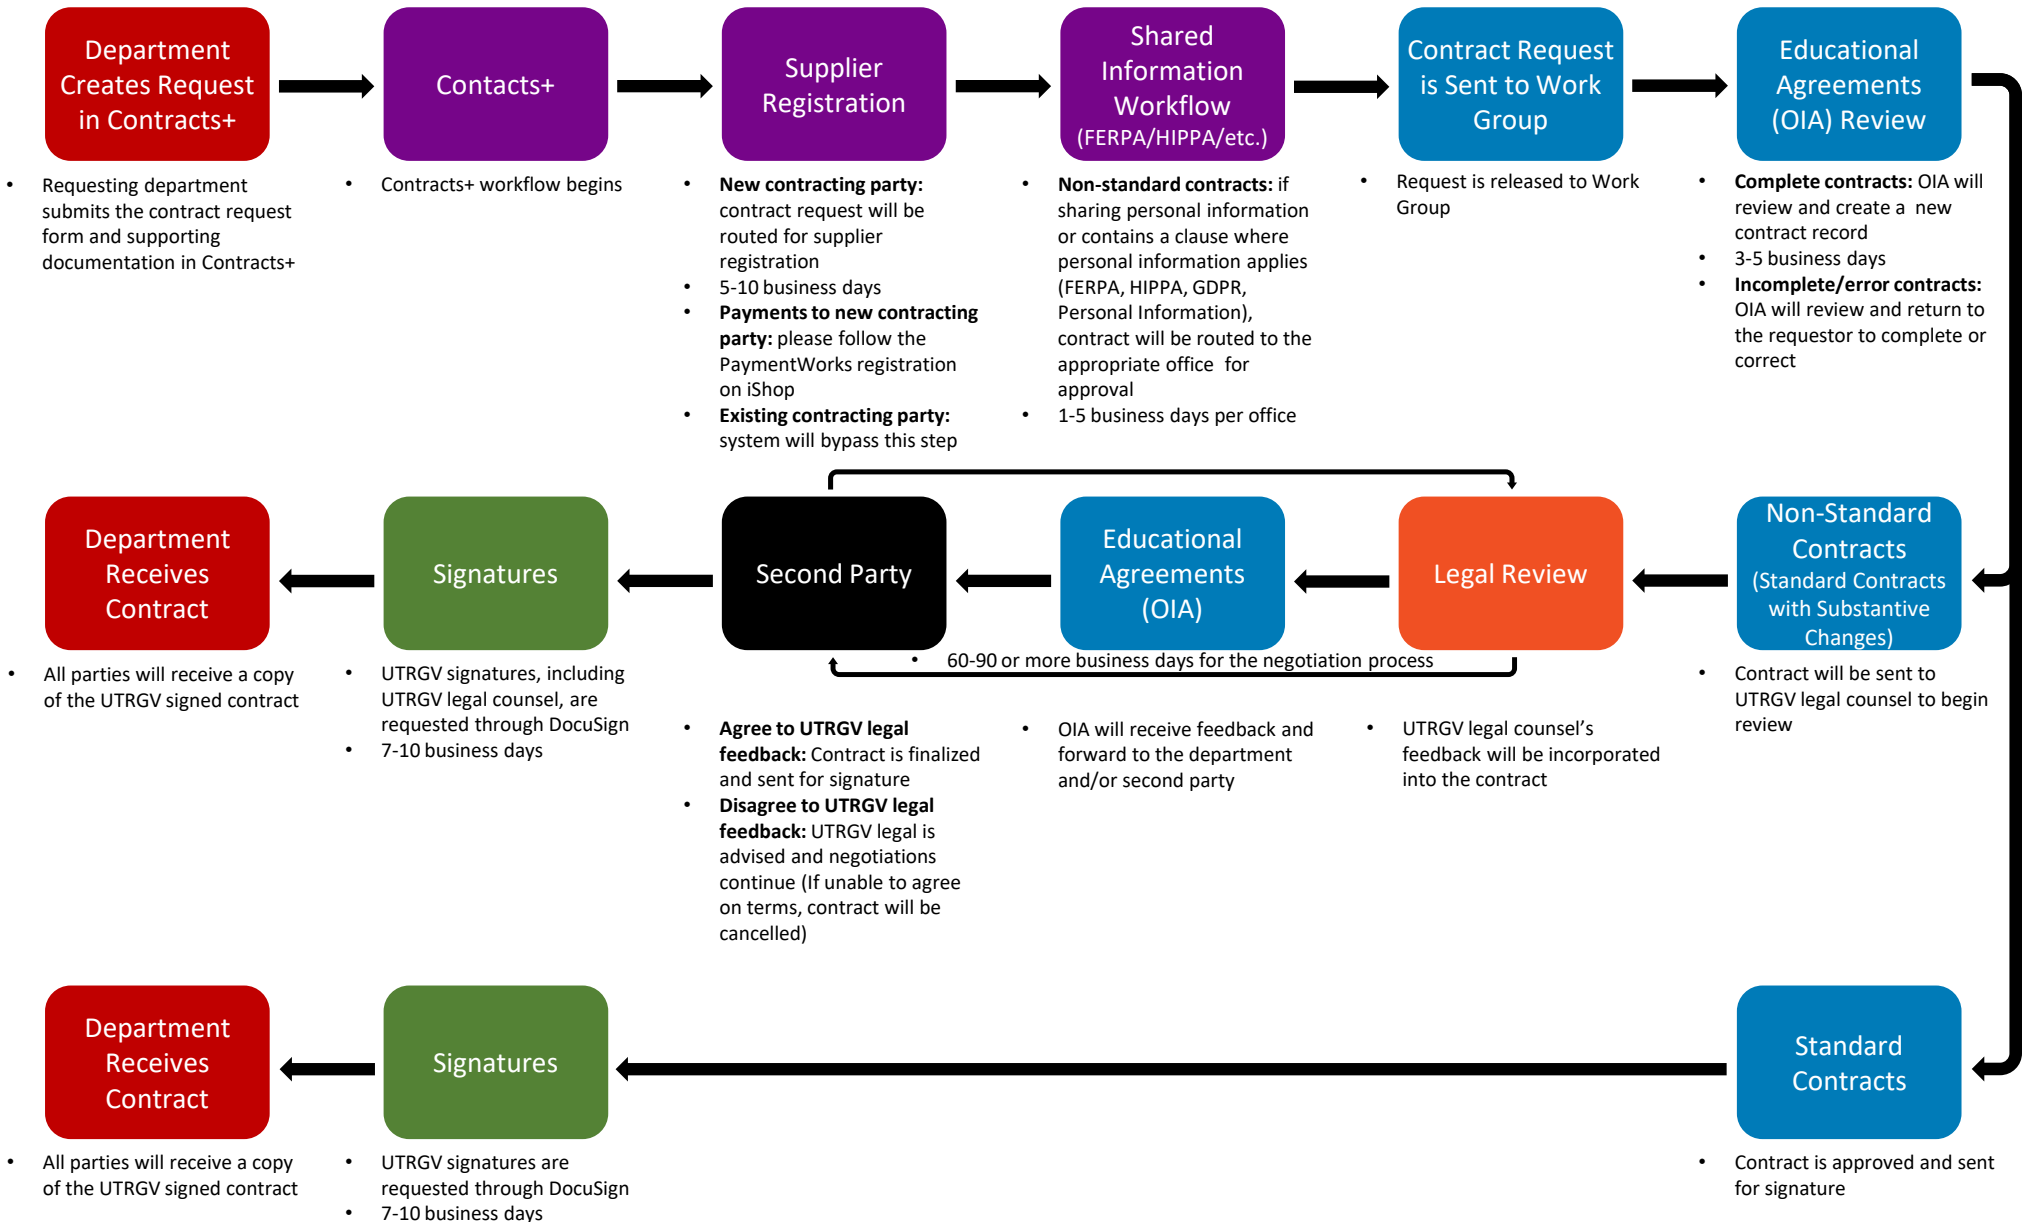 Department
Creates Request
in Contracts+
Contacts+
Supplier
Registration
Shared
Information
Workflow
(FERPA/HIPPA/etc.)
Contract Request
is Sent to Work
Group
Educational
Agreements
(OIA) Review
• Requesting department
submits the contract request
form and supporting
documentation in Contracts+
• Contracts+ workflow begins
• New contracting party:
contract request will be
routed for supplier
registration
• 5-10 business days
• Payments to new contracting
party: please follow the
PaymentWorks registration
on iShop
• Existing contracting party:
system will bypass this step
• Non-standard contracts: if
sharing personal information
or contains a clause where
personal information applies
(FERPA, HIPPA, GDPR,
Personal Information),
contract will be routed to the
appropriate office for
approval
• 1-5 business days per office
• Request is released to Work
Group
• Complete contracts: OIA will
review and create a new
contract record
• 3-5 business days
• Incomplete/error contracts:
OIA will review and return to
the requestor to complete or
correct
Department
Receives
Contract
Signatures
Second Party
Educational
Agreements
(OIA)
Legal Review
Non-Standard
Contracts
(Standard Contracts
with Substantive
Changes)
• 60-90 or more business days for the negotiation process
• All parties will receive a copy
of the UTRGV signed contract
• UTRGV signatures, including
UTRGV legal counsel, are
requested through DocuSign
• 7-10 business days
• Agree to UTRGV legal
feedback: Contract is finalized
and sent for signature
• Disagree to UTRGV legal
feedback: UTRGV legal is
advised and negotiations
continue (If unable to agree
on terms, contract will be
cancelled)
• OIA will receive feedback and
forward to the department
and/or second party
• UTRGV legal counsel’s
feedback will be incorporated
into the contract
• Contract will be sent to
UTRGV legal counsel to begin
review
Department
Receives
Contract
Signatures
Standard
Contracts
• All parties will receive a copy
of the UTRGV signed contract
• UTRGV signatures are
requested through DocuSign
• 7-10 business days
• Contract is approved and sent
for signature